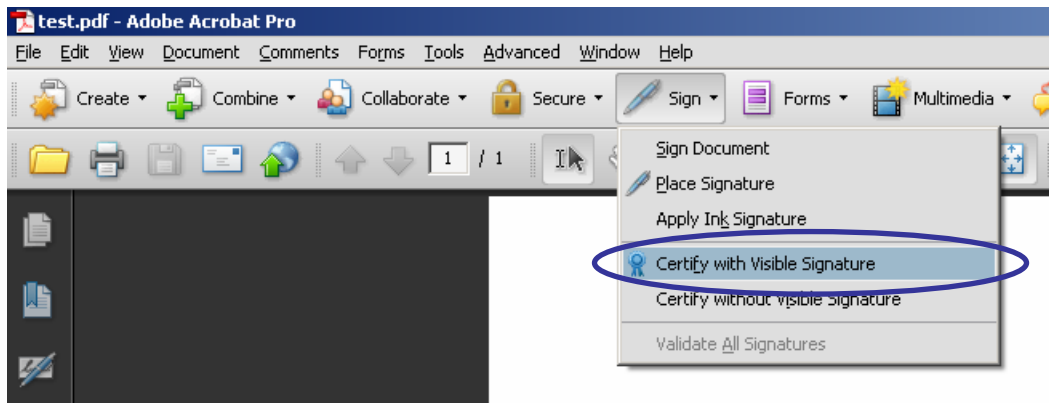 test.pdf - Adobe Acrobat Pro
File Edit View Document Comments Forms Tools Advanced Window Help
Create Combine Collaborate Secure Sign Forms Multimedia
1 / 1
Sign Document
Place Signature
Apply Ink Signature
Certify with Visible Signature
Certify without Visible Signature
Validate All Signatures